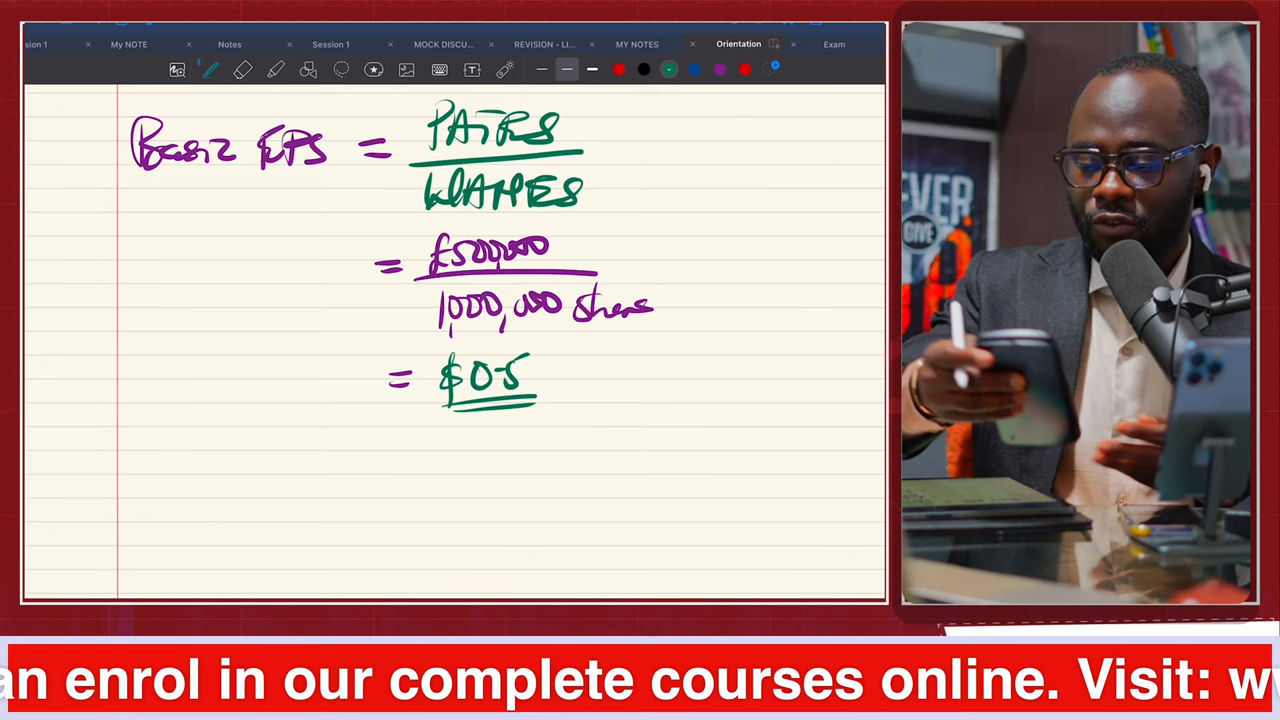 sion 1
My NOTE
Notes
Session 1
MOCK DISCU...
REVISION - LI...
MY NOTES
Orientation
Exam
Basic EPS = PATRS
WANES
= £500,000
1,000,000 shares
= $0.5
EVER
GIVE
an enrol in our complete courses online. Visit: w